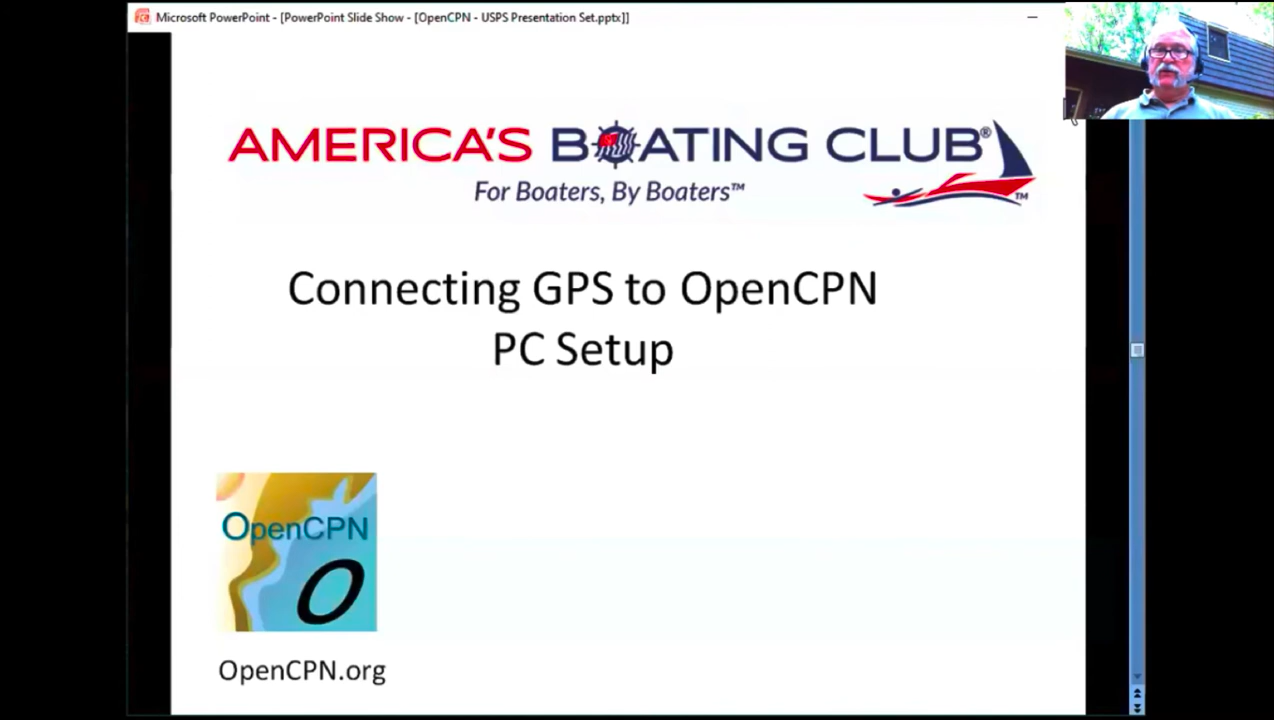 Microsoft PowerPoint - [PowerPoint Slide Show - [OpenCPN - USPS Presentation Set.pptx]]
AMERICA'S BOATING CLUB®
For Boaters, By Boaters™
TM
Connecting GPS to OpenCPN
PC Setup
OpenCPN
O
OpenCPN.org